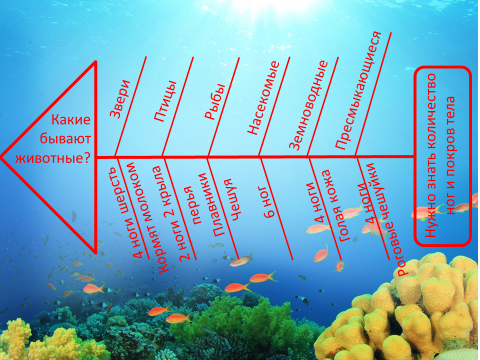 Какие
бывают
животные?
Звери
Птицы
Рыбы
Насекомые
Земноводные
Пресмыкающиеся
4 ноги шерсть
Кормят молоком
2 ноги 2 крыла
перья
Плавники
Чешуя
6 ног
4 ноги
Голая кожа
4 ноги
роговые чешуйки
Нужно знать количество
ног и покров тела